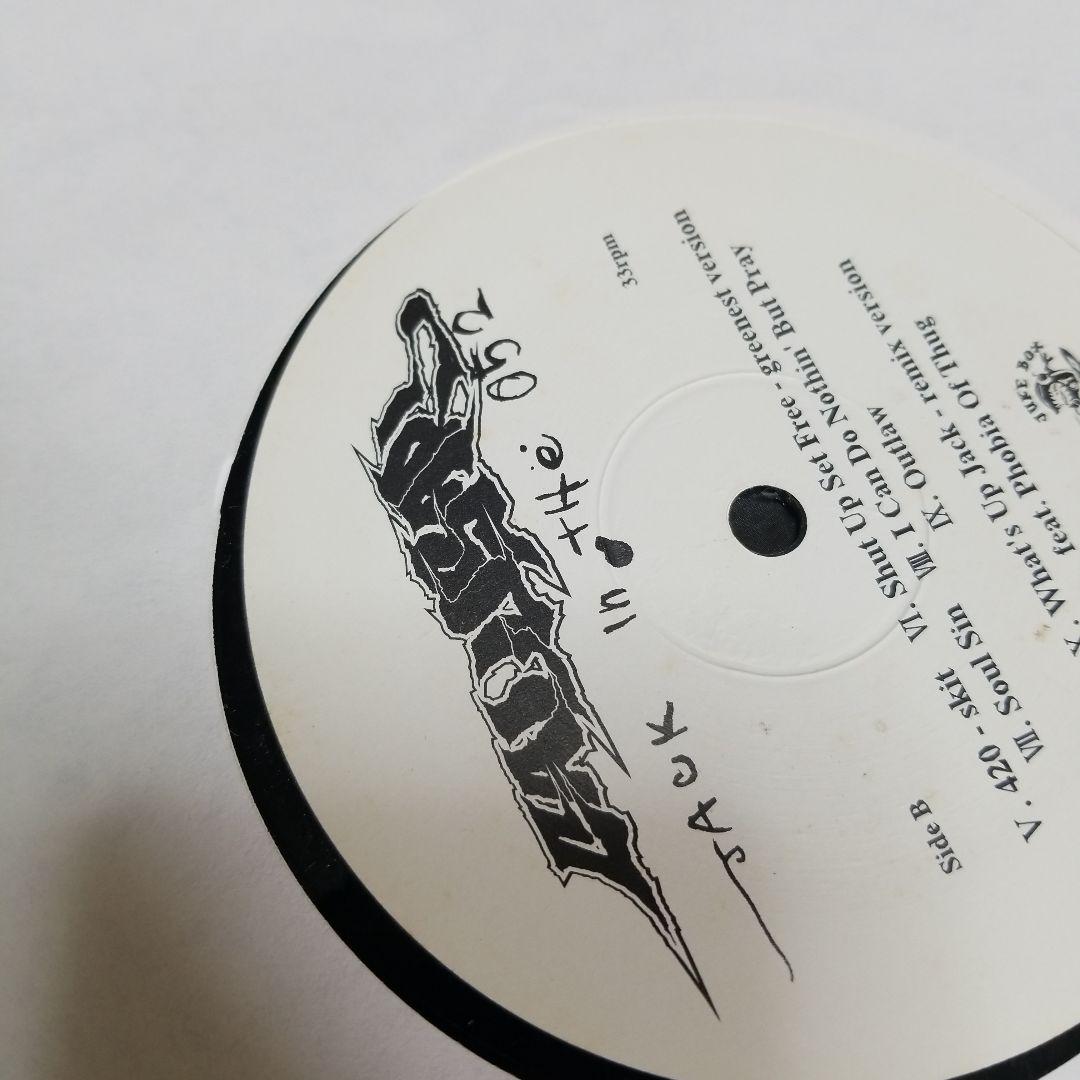 JACK in THE. 052
Side B
33rpm
V . 420 - skit VI. Shut Up Set Free - greenest version
VII. Soul Sin VIII. I Can Do Nothin' But Pray
IX. Outlaw
X. What's Up Jack - remix version
feat. Phobia Of Thug
JUKE BOX